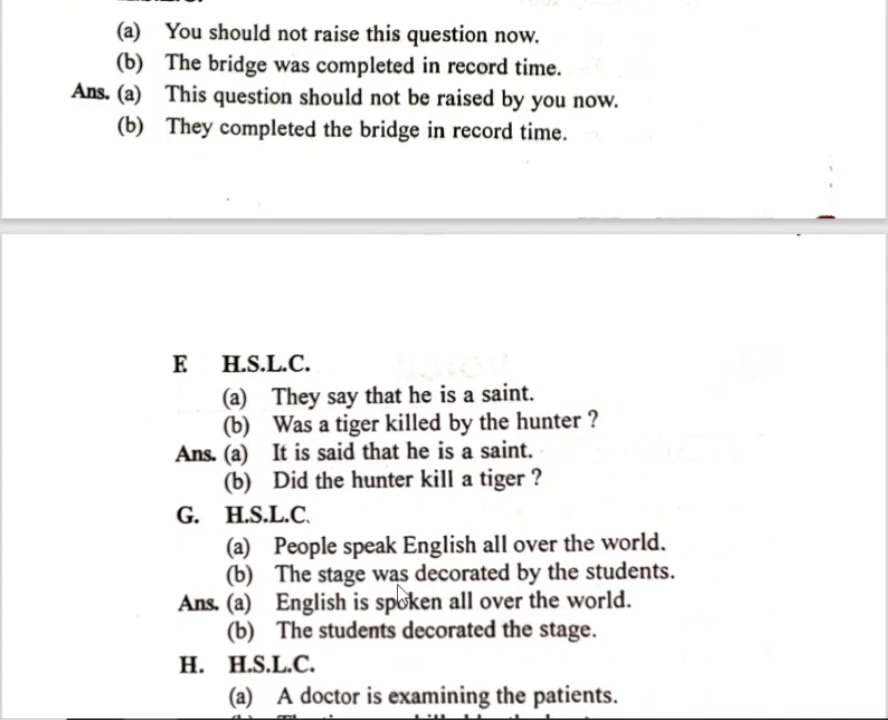 (a) You should not raise this question now.
(b) The bridge was completed in record time.
Ans. (a) This question should not be raised by you now.
(b) They completed the bridge in record time.
F. H.S.L.C.
(a) They say that he is a saint.
(b) Was a tiger killed by the hunter ?
Ans. (a) It is said that he is a saint.
(b) Did the hunter kill a tiger ?
G. H.S.L.C.
(a) People speak English all over the world.
(b) The stage was decorated by the students.
Ans. (a) English is spoken all over the world.
(b) The students decorated the stage.
H. H.S.L.C.
(a) A doctor is examining the patients.